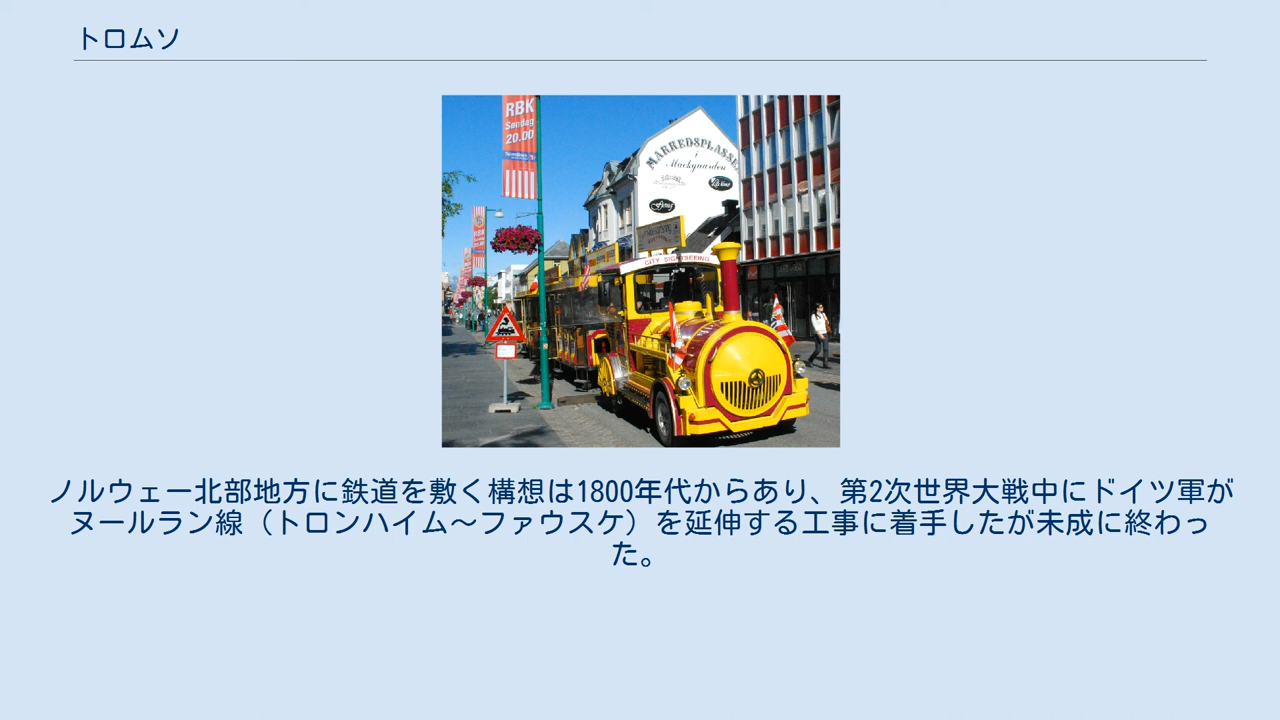 トロムソ
RBK
Søndag
20.00
MARREDSPLASSE
i
Mackgaarden
CITY SIGHTSEEING
ノルウェー北部地方に鉄道を敷く構想は1800年代からあり、第2次世界大戦中にドイツ軍が
ヌールラン線（トロンハイム〜ファウスケ）を延伸する工事に着手したが未成に終わっ
た。